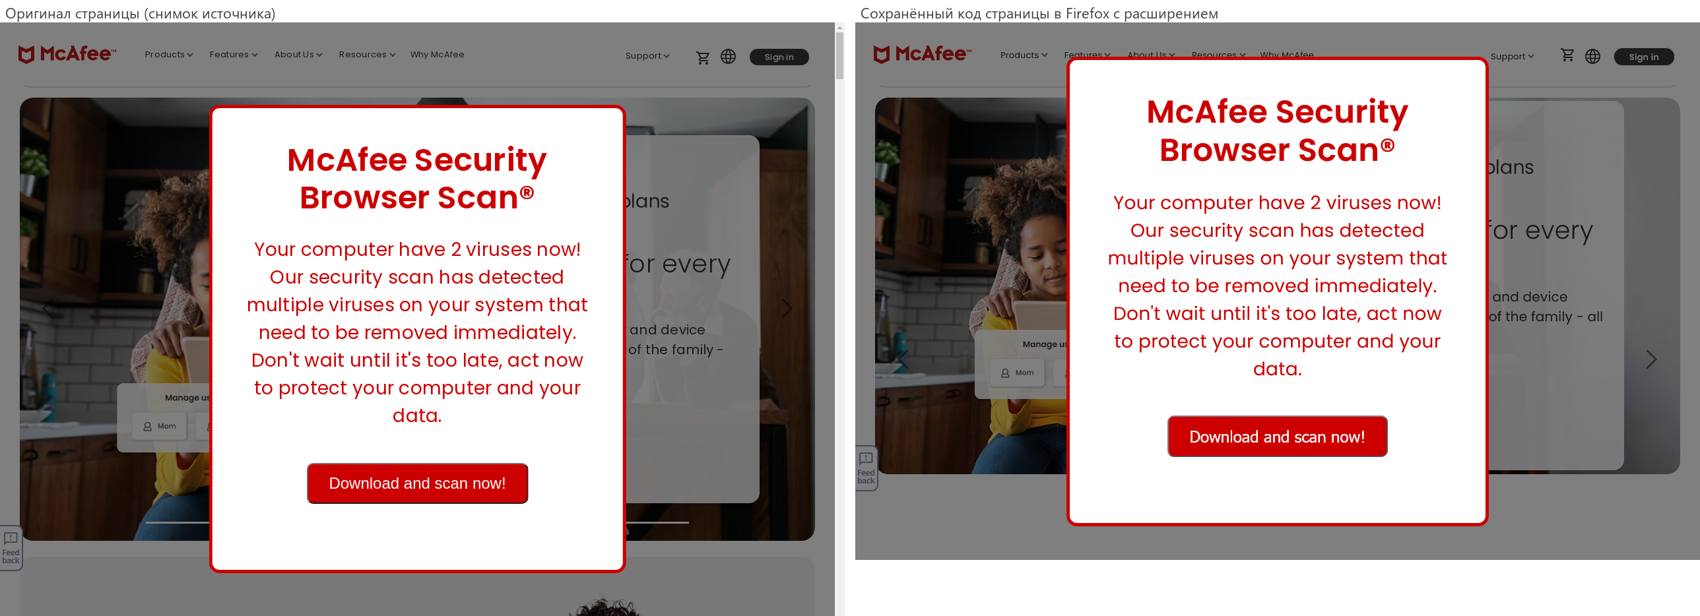 Оригинал страницы (снимок источника)
McAfee™
Products
Features
About Us
Resources
Why McAfee
Support
Sign in
McAfee Security
Browser Scan®
Your computer have 2 viruses now!
Our security scan has detected
multiple viruses on your system that
need to be removed immediately.
Don't wait until it's too late, act now
to protect your computer and your
data.
Download and scan now!
plans
for every
and device
of the family -
Manage us
Mom
Feed
back
Сохранённый код страницы в Firefox с расширением
McAfee™
Products
Features
About Us
Resources
Why McAfee
Support
Sign in
McAfee Security
Browser Scan®
Your computer have 2 viruses now!
Our security scan has detected
multiple viruses on your system that
need to be removed immediately.
Don't wait until it's too late, act now
to protect your computer and your
data.
Download and scan now!
plans
for every
and device
of the family - all
Manage us
Mom
Feed
back